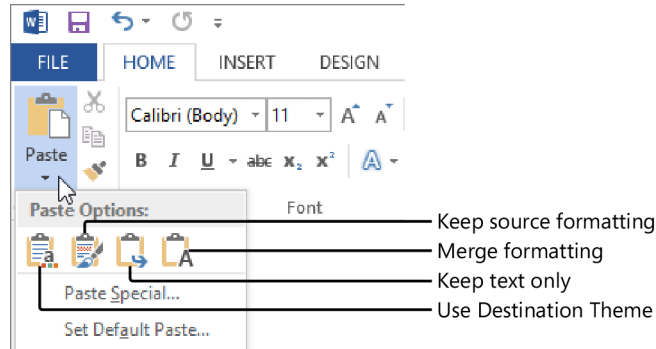 FILE HOME INSERT DESIGN
Calibri (Body) 11 A A
Paste
B I U abc x₂ x² A
Font
Paste Options:
a A
Paste Special...
Set Default Paste...
Keep source formatting
Merge formatting
Keep text only
Use Destination Theme